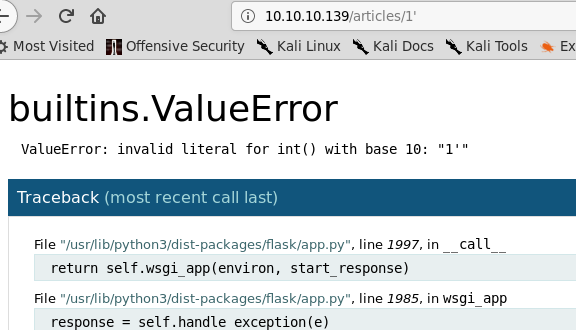 10.10.10.139/articles/1'
Most Visited Offensive Security Kali Linux Kali Docs Kali Tools Ex
builtins.ValueError
ValueError: invalid literal for int() with base 10: "1'"
Traceback (most recent call last)
File "/usr/lib/python3/dist-packages/flask/app.py", line 1997, in __call__
return self.wsgi_app(environ, start_response)
File "/usr/lib/python3/dist-packages/flask/app.py", line 1985, in wsgi_app
response = self.handle_exception(e)